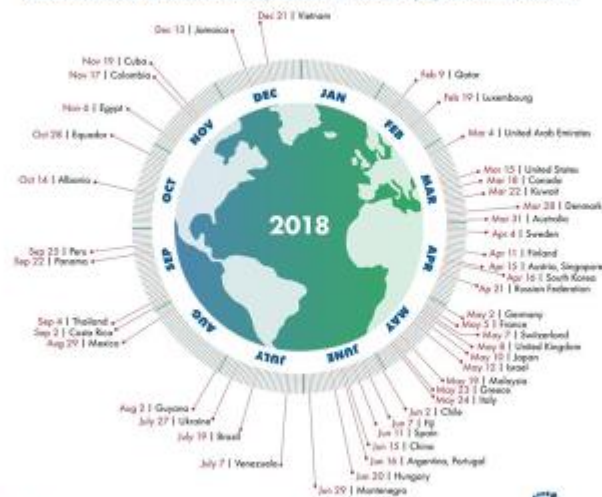 Dec 21 | Vietnam
Dec 13 | Jamaica
Nov 19 | Cuba
Nov 17 | Colombia
Nov 6 | Egypt
Oct 28 | Equador
Oct 14 | Albania
Sep 23 | Peru
Sep 22 | Panama
Sep 4 | Thailand
Sep 2 | Costa Rica
Aug 29 | Mexico
Aug 2 | Guyana
July 27 | Ukraine
July 19 | Brazil
July 7 | Venezuela
Feb 9 | Qatar
Feb 19 | Luxembourg
Mar 4 | United Arab Emirates
Mar 15 | United States
Mar 18 | Canada
Mar 22 | Kuwait
Mar 28 | Denmark
Mar 31 | Australia
Apr 4 | Sweden
Apr 11 | Finland
Apr 15 | Austria, Singapore
Apr 16 | South Korea
Ap 21 | Russian Federation
May 2 | Germany
May 5 | France
May 7 | Switzerland
May 8 | United Kingdom
May 10 | Japan
May 12 | Israel
May 19 | Malaysia
May 23 | Greece
May 24 | Italy
Jun 2 | Chile
Jun 7 | Fiji
Jun 11 | Spain
Jun 15 | China
Jun 16 | Argentina, Portugal
Jun 20 | Hungary
Jun 29 | Montenegro
JAN
FEB
MAR
APR
MAY
JUNE
JULY
AUG
SEP
OCT
NOV
DEC
2018